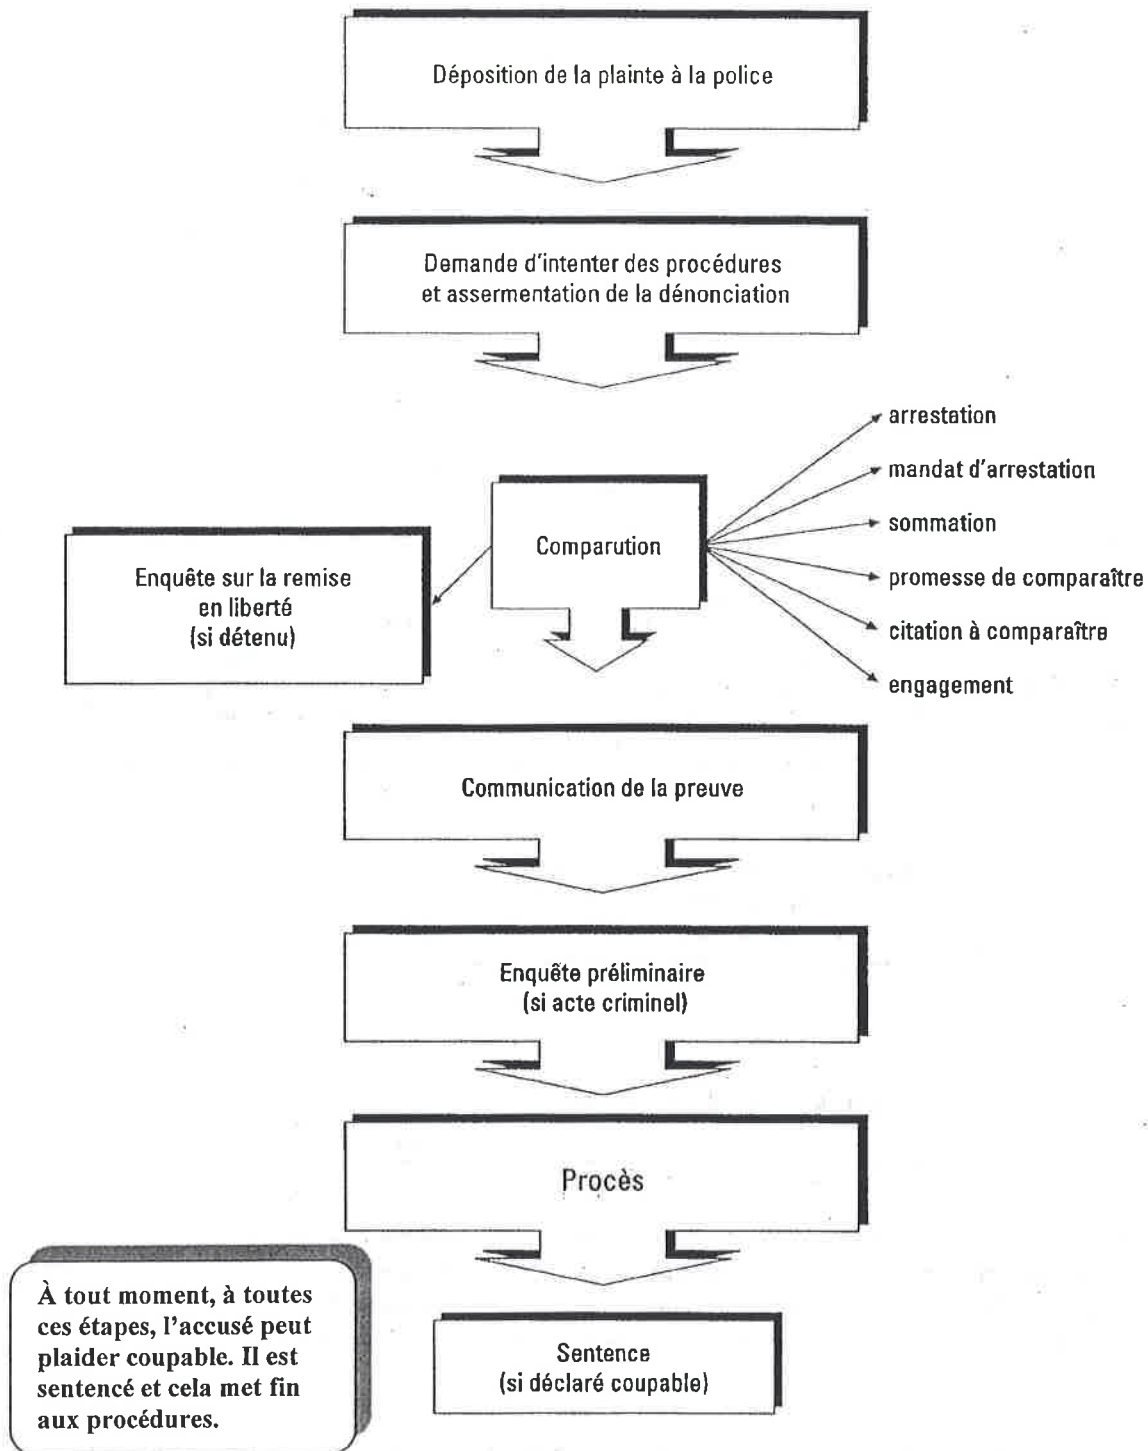 Déposition de la plainte à la police
Demande d'intenter des procédures
et assermentation de la dénonciation
arrestation
mandat d'arrestation
sommation
promesse de comparaître
citation à comparaître
engagement
Comparution
Enquête sur la remise
en liberté
(si détenu)
Communication de la preuve
Enquête préliminaire
(si acte criminel)
Procès
À tout moment, à toutes
ces étapes, l'accusé peut
plaider coupable. Il est
sentencé et cela met fin
aux procédures.
Sentence
(si déclaré coupable)